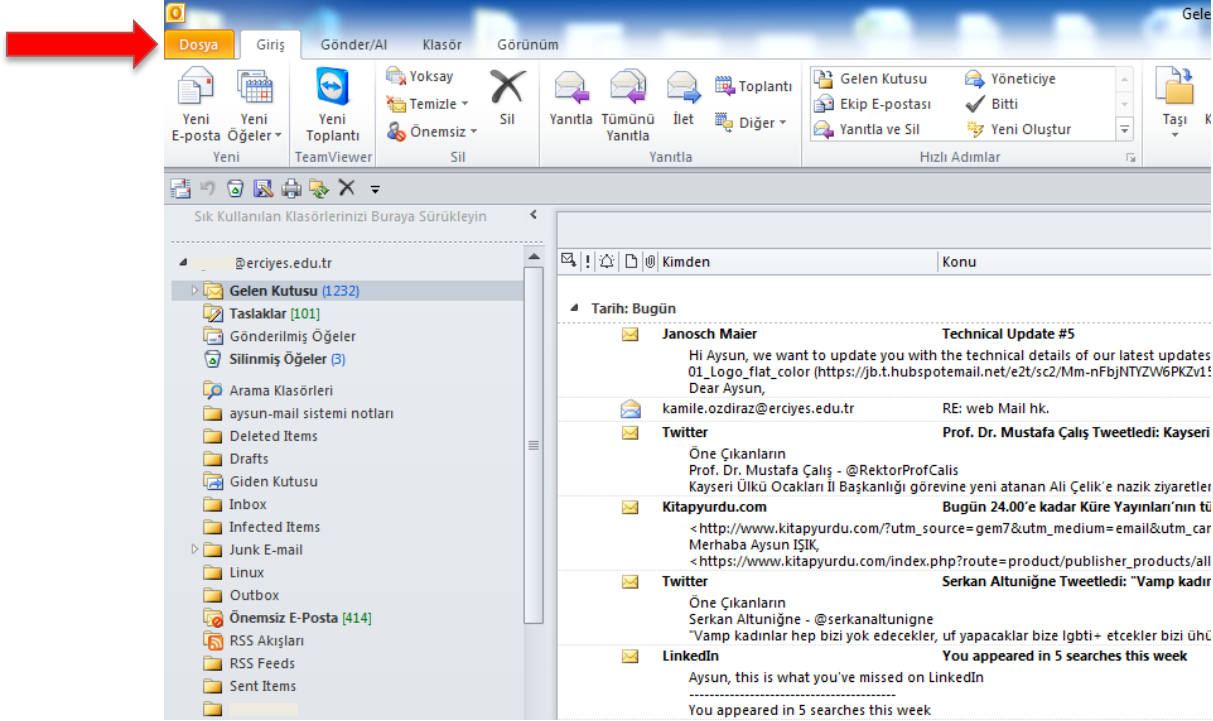 Gele
Dosya Giriş Gönder/Al Klasör Görünüm
Yeni E-posta
Yeni Öğeler
Yeni
Yeni Toplantı
TeamViewer
Yoksay
Temizle
Önemsiz
Sil
Sil
Yanıtla
Tümünü Yanıtla
İlet
Toplantı
Diğer
Yanıtla
Gelen Kutusu
Ekip E-postası
Yanıtla ve Sil
Yöneticiye
Bitti
Yeni Oluştur
Hızlı Adımlar
Taşı
K
Sık Kullanılan Klasörlerinizi Buraya Sürükleyin
@erciyes.edu.tr
Gelen Kutusu (1232)
Taslaklar [101]
Gönderilmiş Öğeler
Silinmiş Öğeler (3)
Arama Klasörleri
aysun-mail sistemi notları
Deleted Items
Drafts
Giden Kutusu
Inbox
Infected Items
Junk E-mail
Linux
Outbox
Önemsiz E-Posta [414]
RSS Akışları
RSS Feeds
Sent Items
! Kimden Konu
Tarih: Bugün
Janosch Maier Technical Update #5
Hi Aysun, we want to update you with the technical details of our latest updates
01_Logo_flat_color (https://jb.t.hubspotemail.net/e2t/sc2/Mm-nFbjNTYZW6PKZv15
Dear Aysun,
kamile.ozdiraz@erciyes.edu.tr RE: web Mail hk.
Twitter Prof. Dr. Mustafa Çalış Tweetledi: Kayseri
Öne Çıkanların
Prof. Dr. Mustafa Çalış - @RektorProfCalis
Kayseri Ülkü Ocakları İl Başkanlığı görevine yeni atanan Ali Çelik'e nazik ziyaretler
Kitapyurdu.com Bugün 24.00'e kadar Küre Yayınları'nın tü
<http://www.kitapyurdu.com/?utm_source=gem7&utm_medium=email&utm_car
Merhaba Aysun IŞIK,
<https://www.kitapyurdu.com/index.php?route=product/publisher_products/all
Twitter Serkan Altuniğne Tweetledi: "Vamp kadır
Öne Çıkanların
Serkan Altuniğne - @serkanaltunigne
"Vamp kadınlar hep bizi yok edecekler, uf yapacaklar bize lgbti+ etcekler bizi ühü
LinkedIn You appeared in 5 searches this week
Aysun, this is what you've missed on LinkedIn
----------------------------------------
You appeared in 5 searches this week